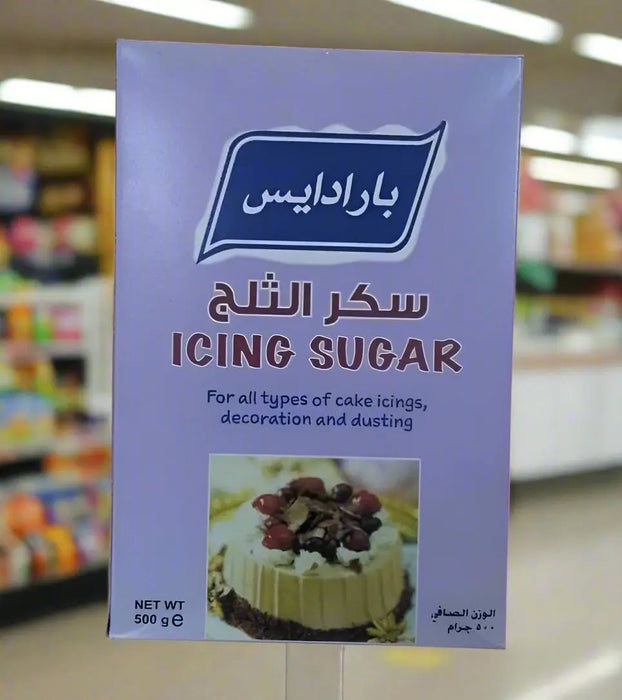 بارادايس
سكر الثلج
ICING SUGAR
For all types of cake icings,
decoration and dusting
NET WT
500 g e
الوزن الصافي
٥٠٠ جرام